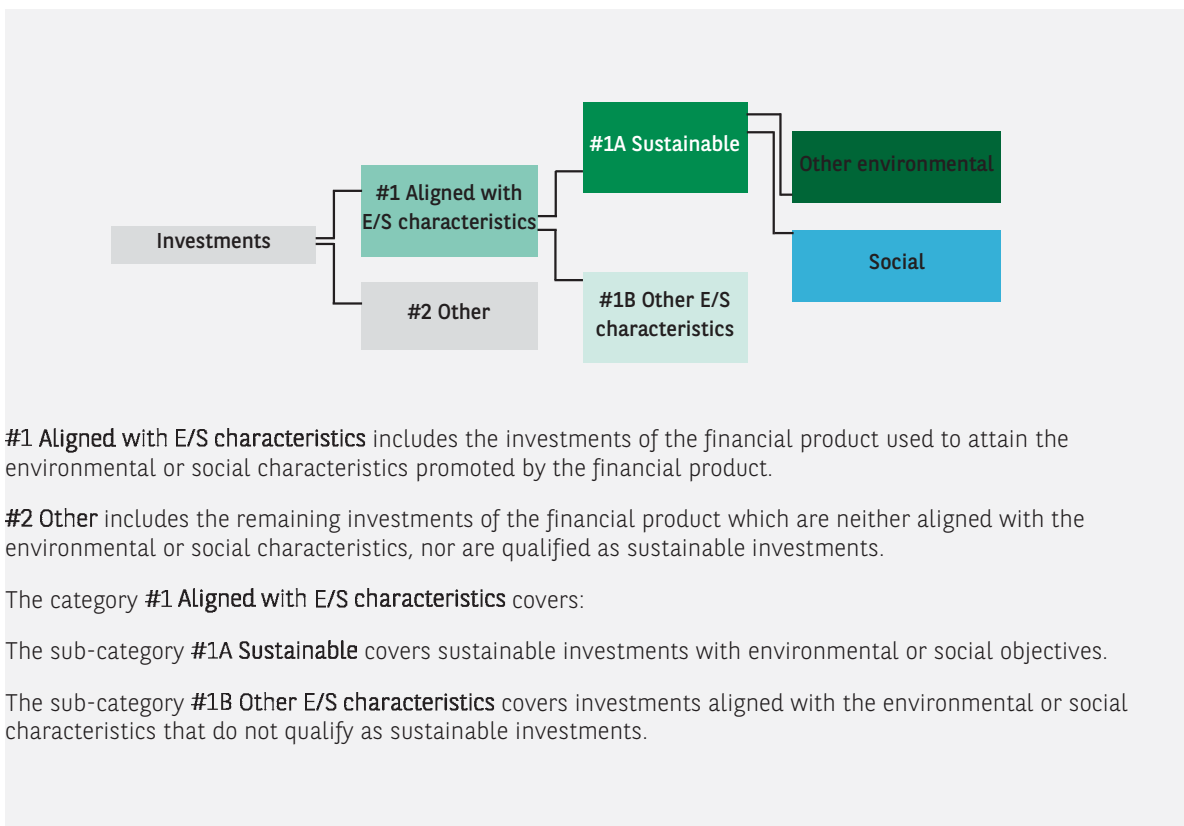 #1A Sustainable
Other environmental
#1 Aligned with
E/S characteristics
Investments
Social
#2 Other
#1B Other E/S
characteristics
#1 Aligned with E/S characteristics includes the investments of the financial product used to attain the
environmental or social characteristics promoted by the financial product.
#2 Other includes the remaining investments of the financial product which are neither aligned with the
environmental or social characteristics, nor are qualified as sustainable investments.
The category #1 Aligned with E/S characteristics covers:
The sub-category #1A Sustainable covers sustainable investments with environmental or social objectives.
The sub-category #1B Other E/S characteristics covers investments aligned with the environmental or social
characteristics that do not qualify as sustainable investments.